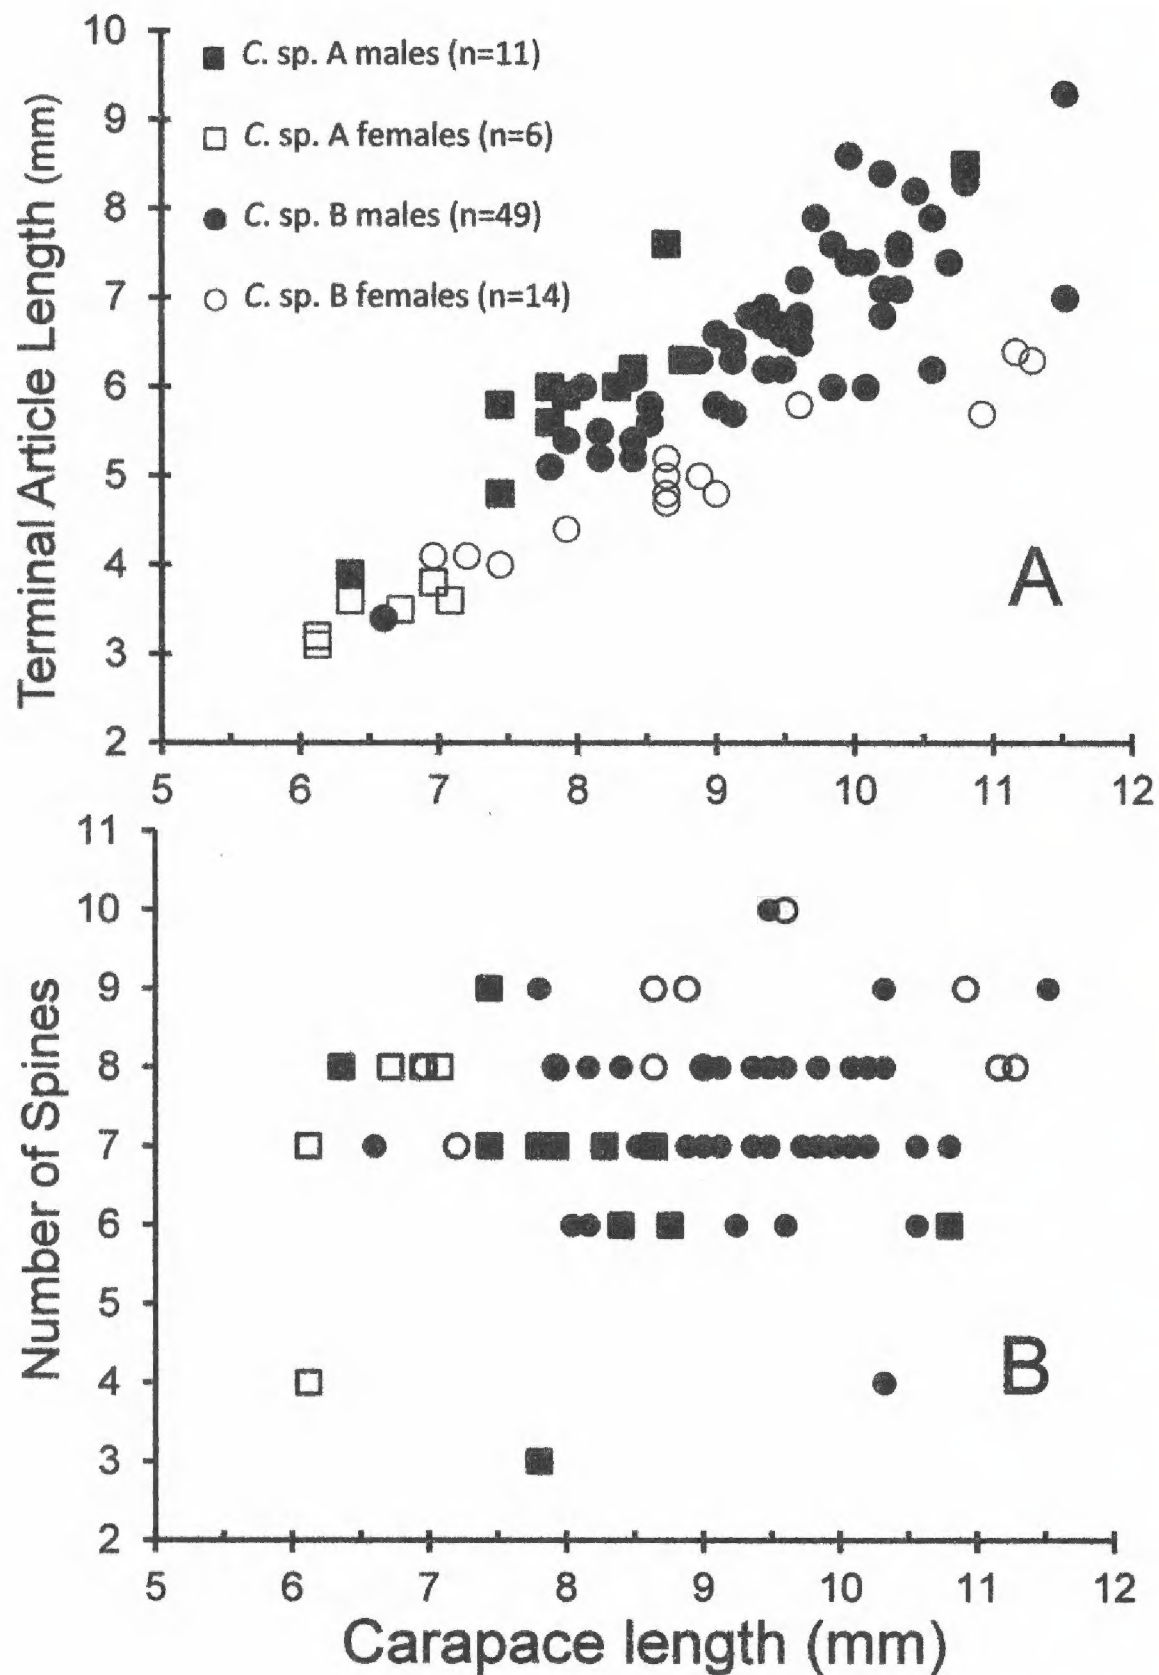 10
9
8
7
6
5
4
3
2
Terminal Article Length (mm)
C. sp. A males (n=11)
C. sp. A females (n=6)
C. sp. B males (n=49)
C. sp. B females (n=14)
A
5 6 7 8 9 10 11 12
11
10
9
8
7
6
5
4
3
2
Number of Spines
B
5 6 7 8 9 10 11 12
Carapace length (mm)